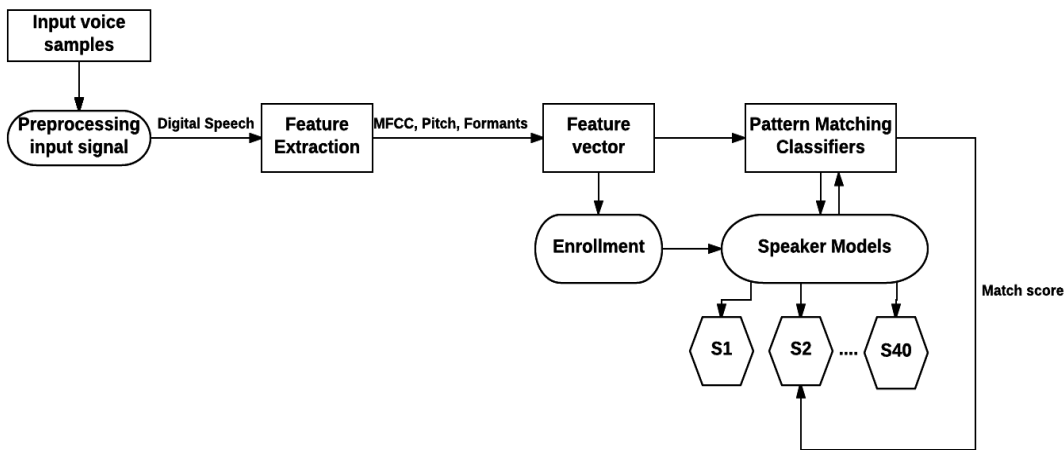 Input voice
samples
Preprocessing
input signal
Digital Speech
Feature
Extraction
MFCC, Pitch, Formants
Feature
vector
Pattern Matching
Classifiers
Enrollment
Speaker Models
Match score
S1
S2
....
S40